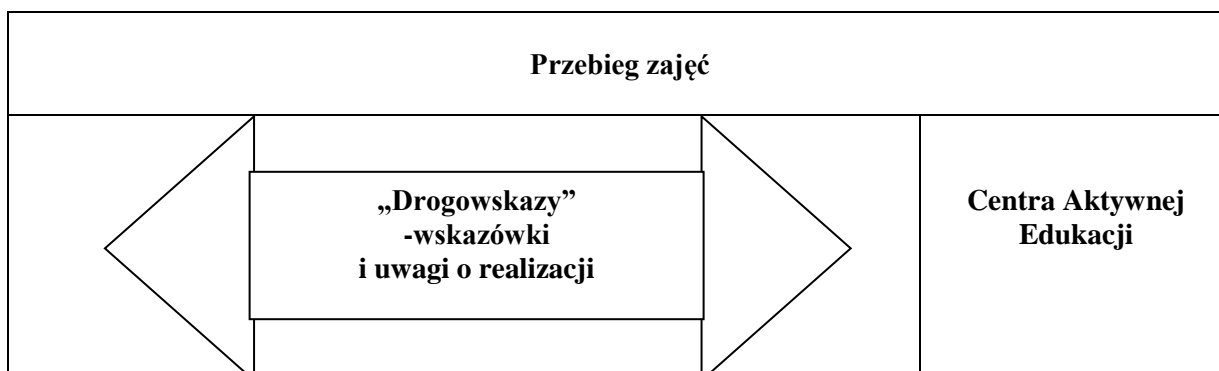 Przebieg zajęć
„Drogowskazy”
-wskazówki
i uwagi o realizacji
Centra Aktywnej
Edukacji